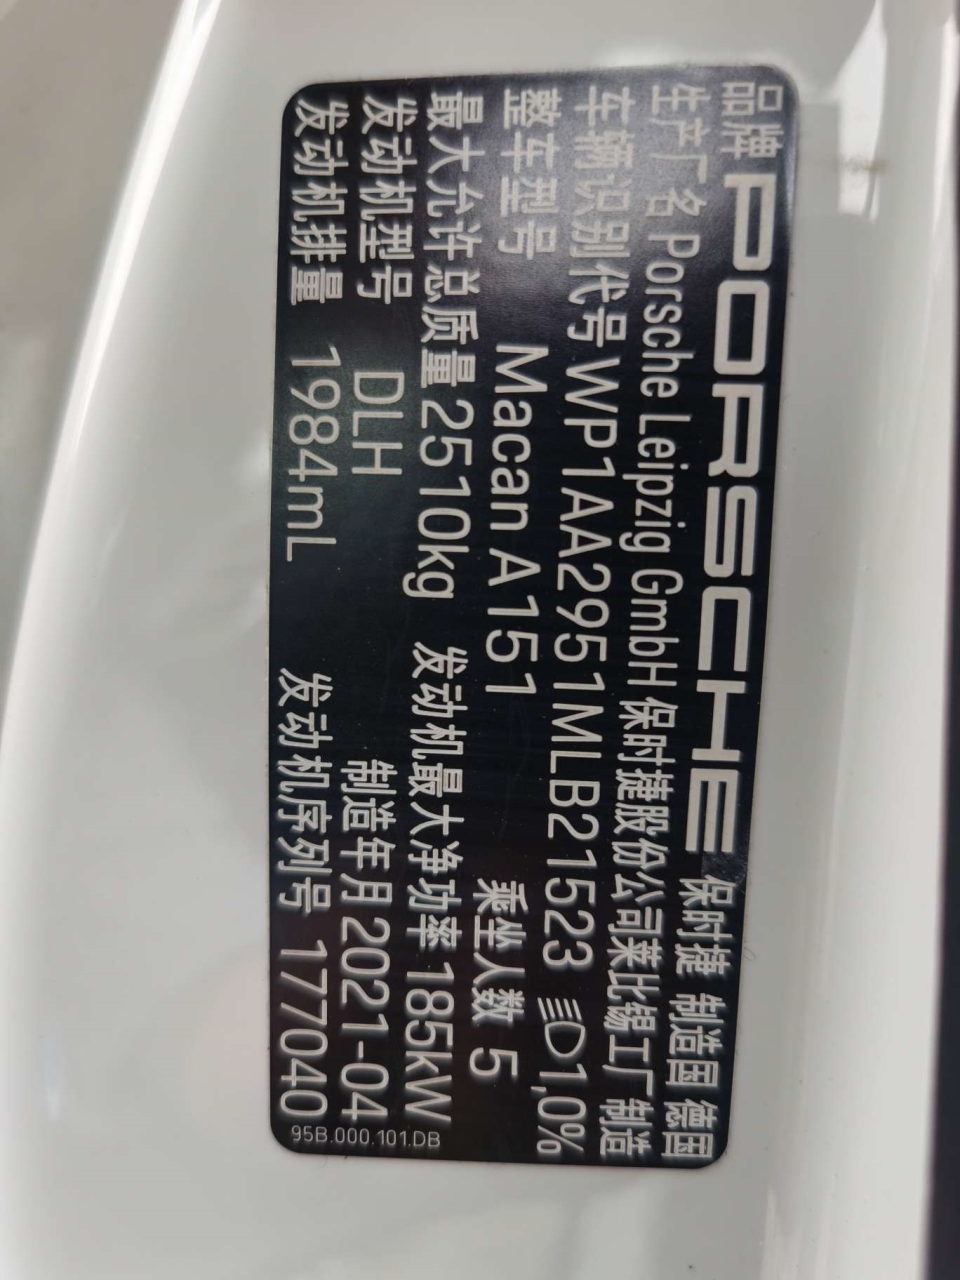 品牌 PORSCHE 保时捷 制造国 德国
生产厂名 Porsche Leipzig GmbH 保时捷股份公司莱比锡工厂 制造
车辆识别代号 WP1AA2951MLB21523 1,0%
整车型号 Macan A151 乘坐人数 5
最大允许总质量 2510kg 发动机最大净功率 185kW
发动机型号 DLH 制造年月 2021-04
发动机排量 1984mL 发动机序列号 177040
95B.000.101.DB